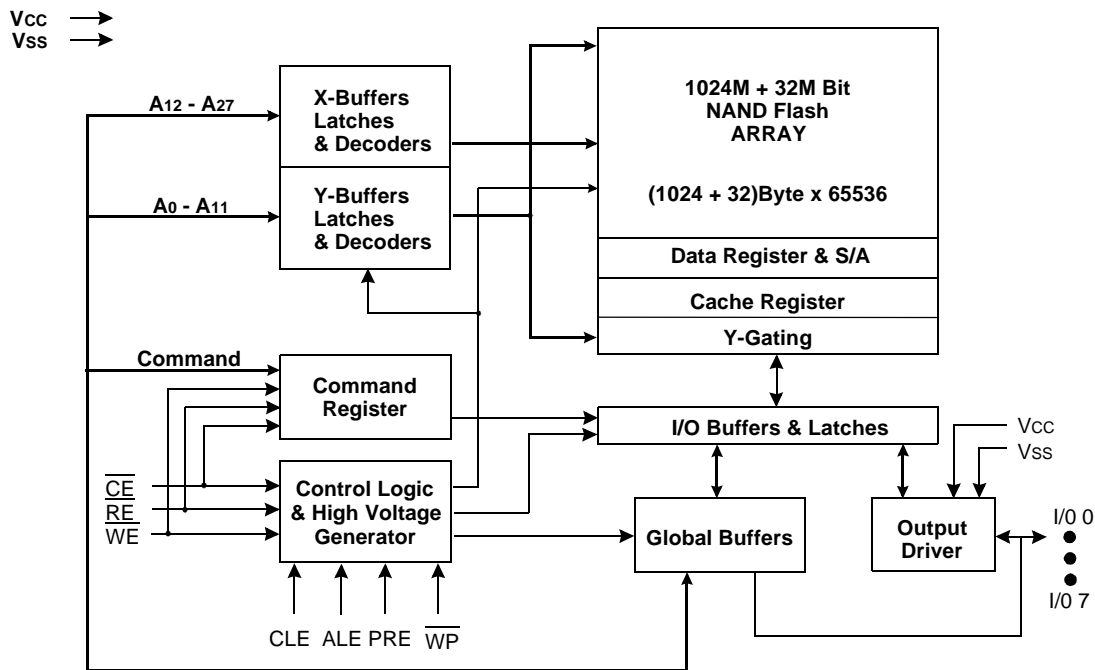 VCC
VSS
A12 - A27
X-Buffers
Latches
& Decoders
A0 - A11
Y-Buffers
Latches
& Decoders
1024M + 32M Bit
NAND Flash
ARRAY
(1024 + 32)Byte x 65536
Data Register & S/A
Cache Register
Y-Gating
Command
Command
Register
I/O Buffers & Latches
VCC
VSS
CE
RE
WE
Control Logic
& High Voltage
Generator
Global Buffers
Output
Driver
I/0 0
I/0 7
CLE
ALE
PRE
WP